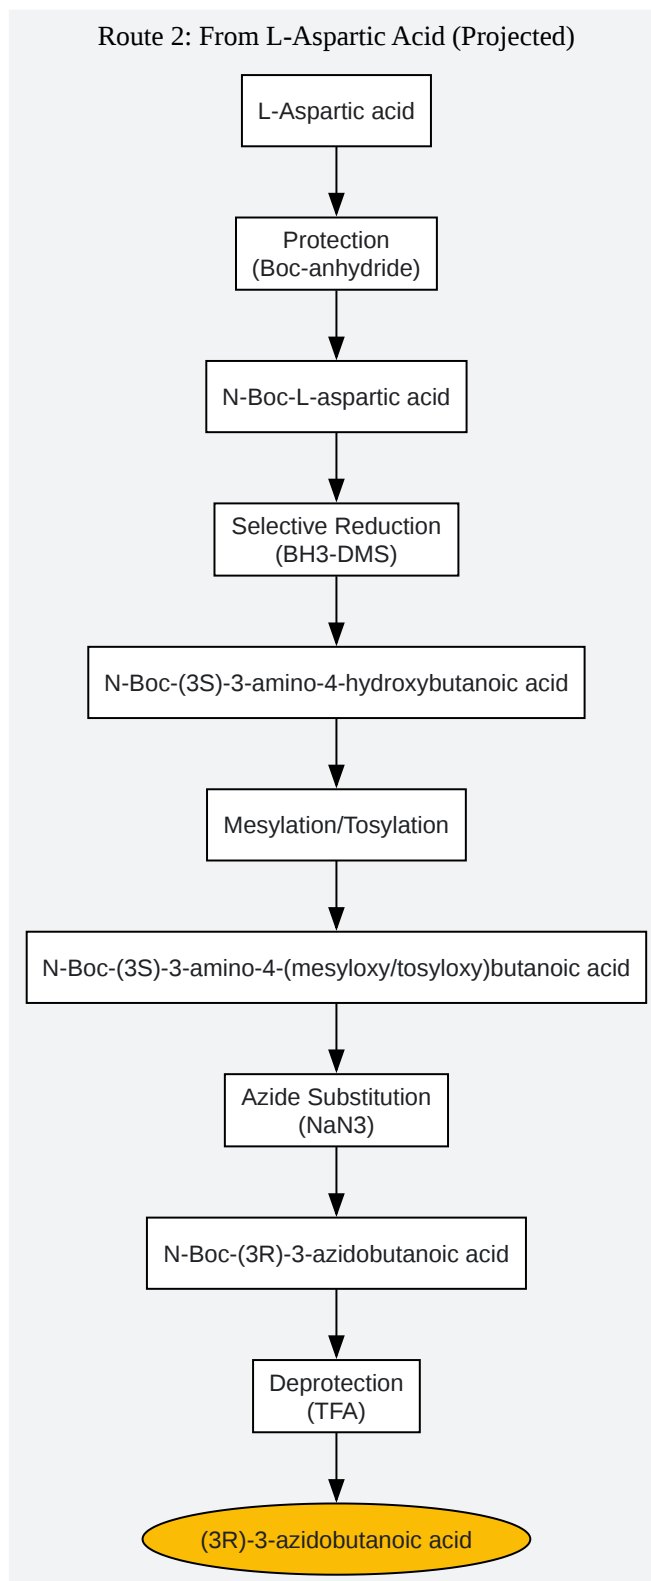 Route 2: From L-Aspartic Acid (Projected)
L-Aspartic acid
Protection
(Boc-anhydride)
N-Boc-L-aspartic acid
Selective Reduction
(BH3-DMS)
N-Boc-(3S)-3-amino-4-hydroxybutanoic acid
Mesylation/Tosylation
N-Boc-(3S)-3-amino-4-(mesyloxy/tosyloxy)butanoic acid
Azide Substitution
(NaN3)
N-Boc-(3R)-3-azidobutanoic acid
Deprotection
(TFA)
(3R)-3-azidobutanoic acid